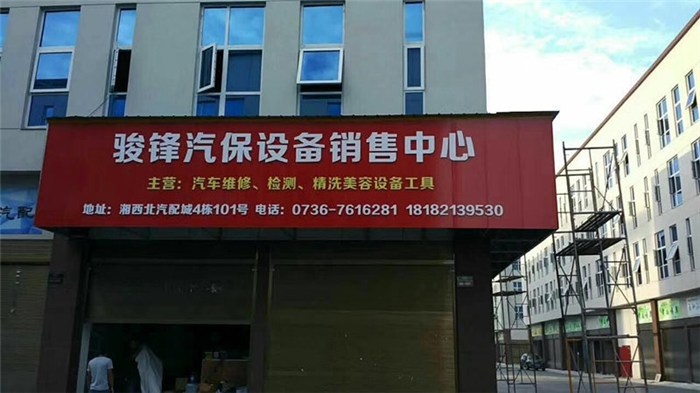 骏锋汽保设备销售中心
主营：汽车维修、检测、精洗美容设备工具
地址：湘西北汽配城4栋101号 电话：0736-7616281 18182139530
汽配